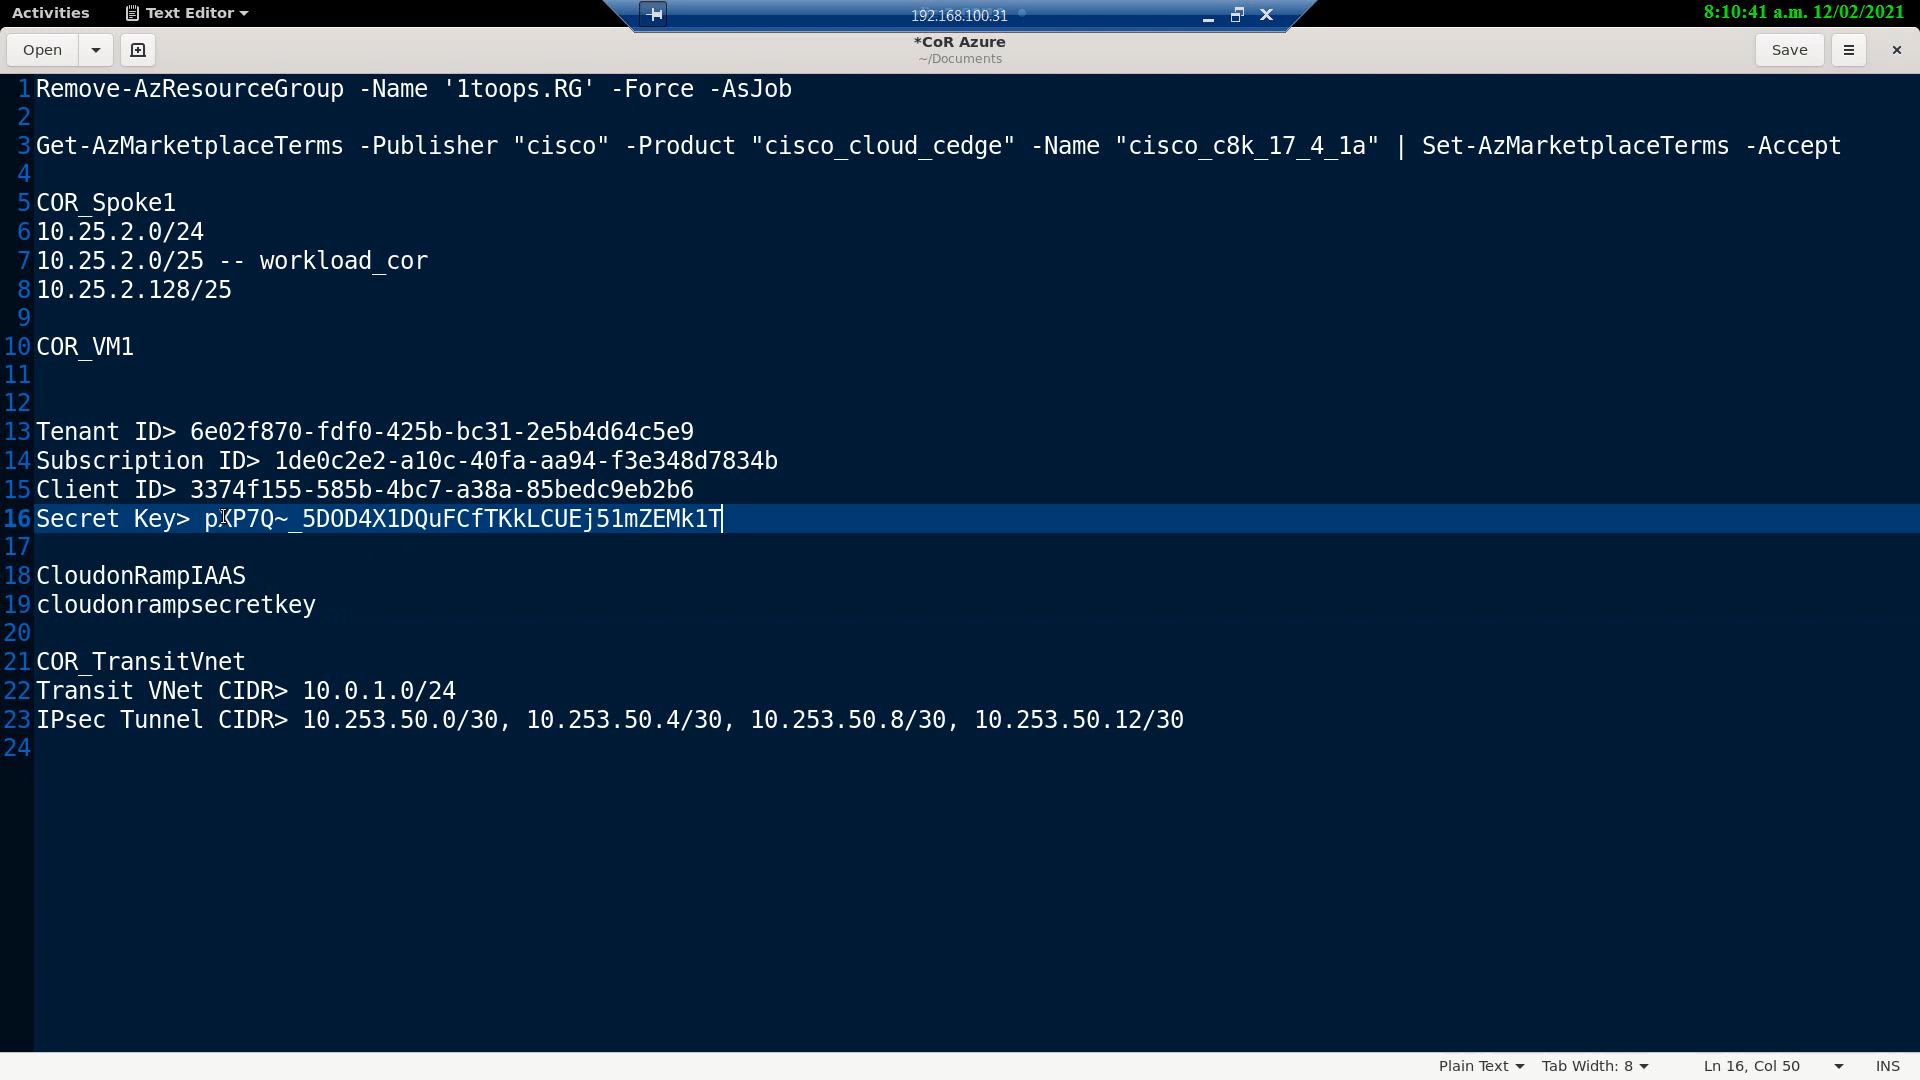 Activities Text Editor 192.168.100.31 8:10:41 a.m. 12/02/2021
Open *CoR Azure Save
~/Documents
1 Remove-AzResourceGroup -Name '1toops.RG' -Force -AsJob
2
3 Get-AzMarketplaceTerms -Publisher "cisco" -Product "cisco_cloud_cedge" -Name "cisco_c8k_17_4_1a" | Set-AzMarketplaceTerms -Accept
4
5 COR_Spoke1
6 10.25.2.0/24
7 10.25.2.0/25 -- workload_cor
8 10.25.2.128/25
9
10 COR_VM1
11
12
13 Tenant ID> 6e02f870-fdf0-425b-bc31-2e5b4d64c5e9
14 Subscription ID> 1de0c2e2-a10c-40fa-aa94-f3e348d7834b
15 Client ID> 3374f155-585b-4bc7-a38a-85bedc9eb2b6
16 Secret Key> pXP7Q~_5DOD4X1DQuFCfTKkLCUEj51mZEMk1T
17
18 CloudonRampIAAS
19 cloudonrampsecretkey
20
21 COR_TransitVnet
22 Transit VNet CIDR> 10.0.1.0/24
23 IPsec Tunnel CIDR> 10.253.50.0/30, 10.253.50.4/30, 10.253.50.8/30, 10.253.50.12/30
24
Plain Text Tab Width: 8 Ln 16, Col 50 INS